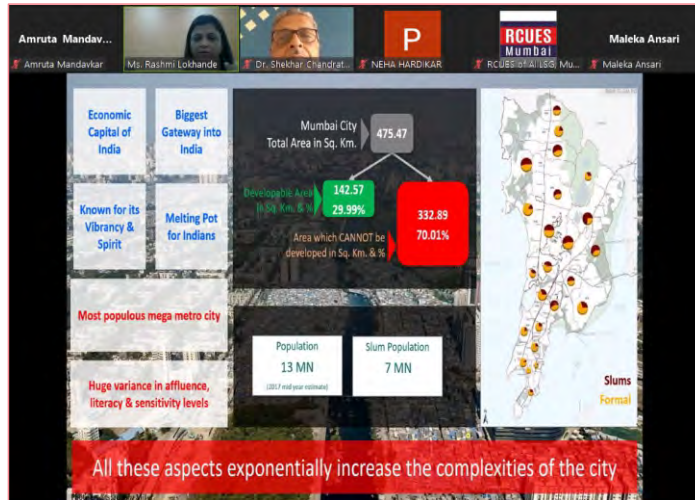 Amruta Mandav...
Amruta Mandavkar
Ms. Rashmi Lokhande
Dr. Shekhar Chandrat...
P
NEHA HARDIKAR
RCUES
Mumbai
RCUES of AILSG, Mu...
Maleka Ansari
Maleka Ansari
Economic
Capital of
India
Biggest
Gateway into
India
Known for its
Vibrancy &
Spirit
Melting Pot
for Indians
Most populous mega metro city
Huge variance in affluence,
literacy & sensitivity levels
Mumbai City
Total Area in Sq. Km.
475.47
Developable Area
In Sq. Km. & %
142.57
29.99%
332.89
70.01%
Area which CANNOT be
developed in Sq. Km. & %
Population
13 MN
(2017 mid year estimate)
Slum Population
7 MN
Slums
Formal
All these aspects exponentially increase the complexities of the city